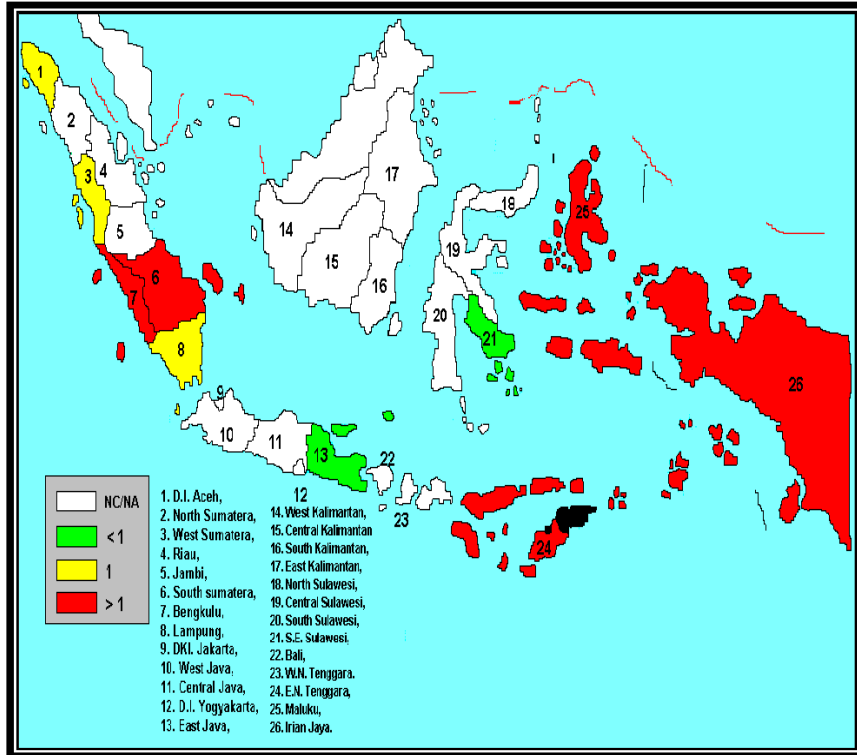 1
2
3
4
5
6
7
8
9
10
11
12
13
14
15
16
17
18
19
20
21
22
23
24
25
26
NC/NA
<1
1
>1
1. D.I. Aceh,
2. North Sumatera,
3. West Sumatera,
4. Riau,
5. Jambi,
6. South sumatera,
7. Bengkulu,
8. Lampung,
9. DKI. Jakarta,
10. West Java,
11. Central Java,
12. D.I. Yogyakarta,
13. East Java,
14. West Kalimantan,
15. Central Kalimantan
16. South Kalimantan,
17. East Kalimantan,
18. North Sulawesi,
19. Central Sulawesi,
20. South Sulawesi,
21. S.E. Sulawesi,
22. Bali,
23. W.N. Tenggara.
24. E.N. Tenggara.
25. Maluku,
26. Irian Jaya.